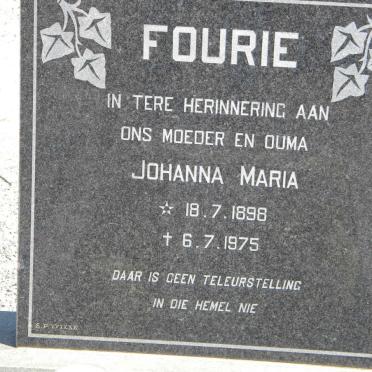 FOURIE
IN TERE HERINNERING AAN
ONS MOEDER EN OUMA
JOHANNA MARIA
☆ 18.7.1898
† 6.7.1975
DAAR IS GEEN TELEURSTELLING
IN DIE HEMEL NIE